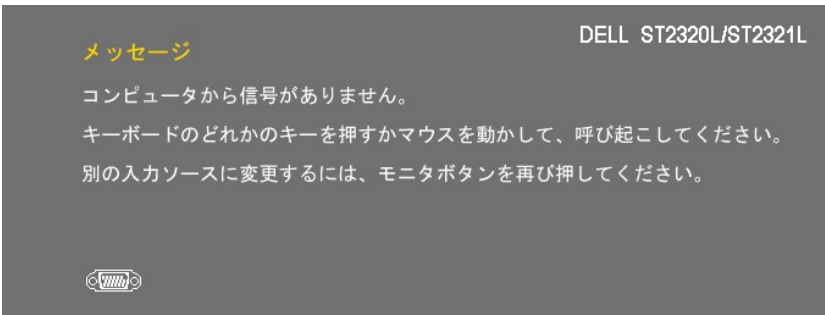 DELL ST2320L/ST2321L
メッセージ
コンピュータから信号がありません。
キーボードのどれかのキーを押すかマウスを動かして、呼び起こしてください。
別の入力ソースに変更するには、モニタボタンを再び押してください。